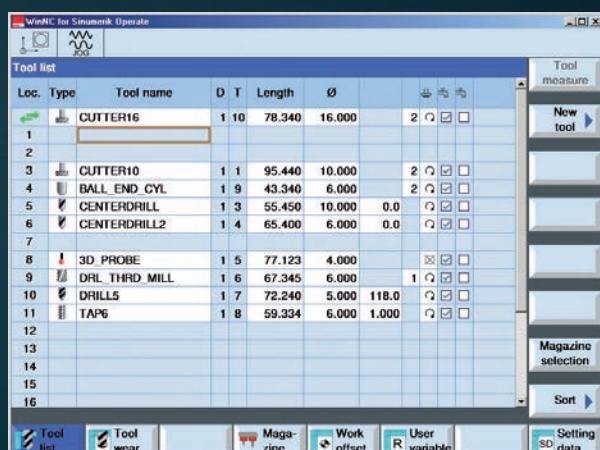 WinNC for Sinumerik Operate
JOG
Tool list
Loc. Type Tool name D T Length Ø
CUTTER16 1 10 78.340 16.000 2
1
2
3 CUTTER10 1 1 95.440 10.000 2
4 BALL_END_CYL 1 9 43.340 6.000 2
5 CENTERDRILL 1 3 55.450 10.000 0.0
6 CENTERDRILL2 1 4 65.400 6.000 0.0
7
8 3D_PROBE 1 5 77.123 4.000
9 DRL_THRD_MILL 1 6 67.345 6.000 1
10 DRILL5 1 7 72.240 5.000 118.0
11 TAP6 1 8 59.334 6.000 1.000
12
13
14
15
16
Tool
measure
New
tool
Magazine
selection
Sort
Tool
list
Tool
wear
Maga-
zine
Work
offset
R User
variable
SD Setting
data